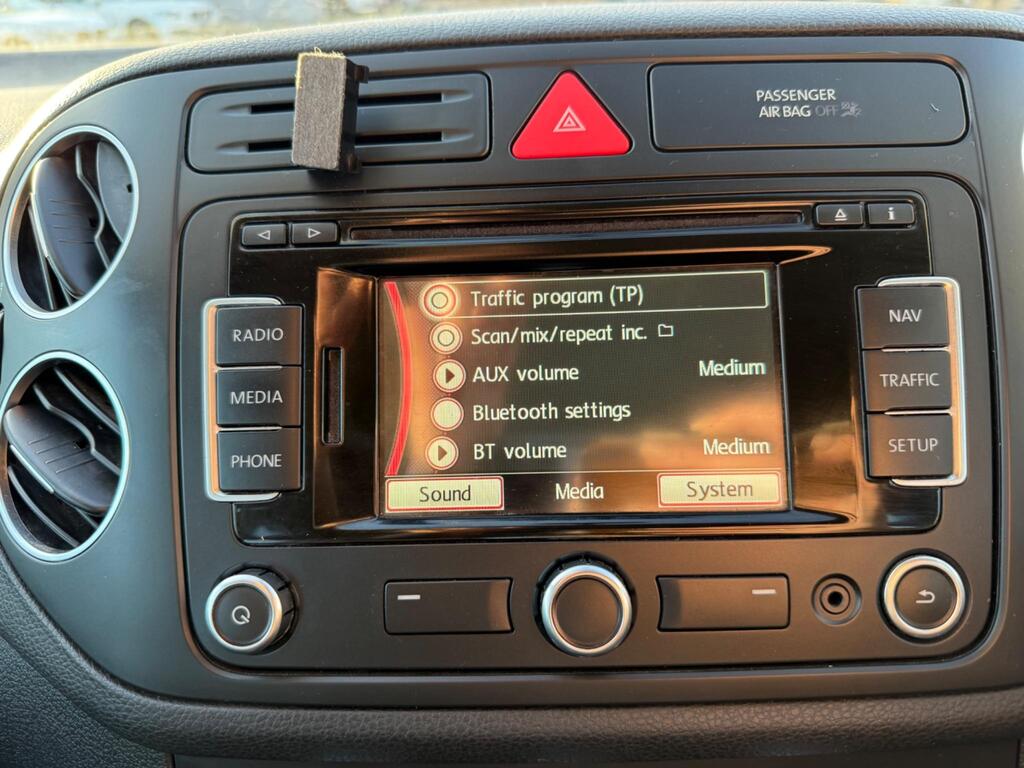 PASSENGER
AIR BAG OFF
i
RADIO
MEDIA
PHONE
Traffic program (TP)
Scan/mix/repeat inc.
AUX volume Medium
Bluetooth settings
BT volume Medium
Sound Media System
NAV
TRAFFIC
SETUP